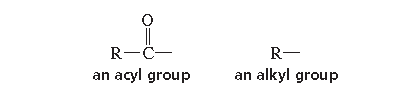 O
R—C— R—
an acyl group an alkyl group